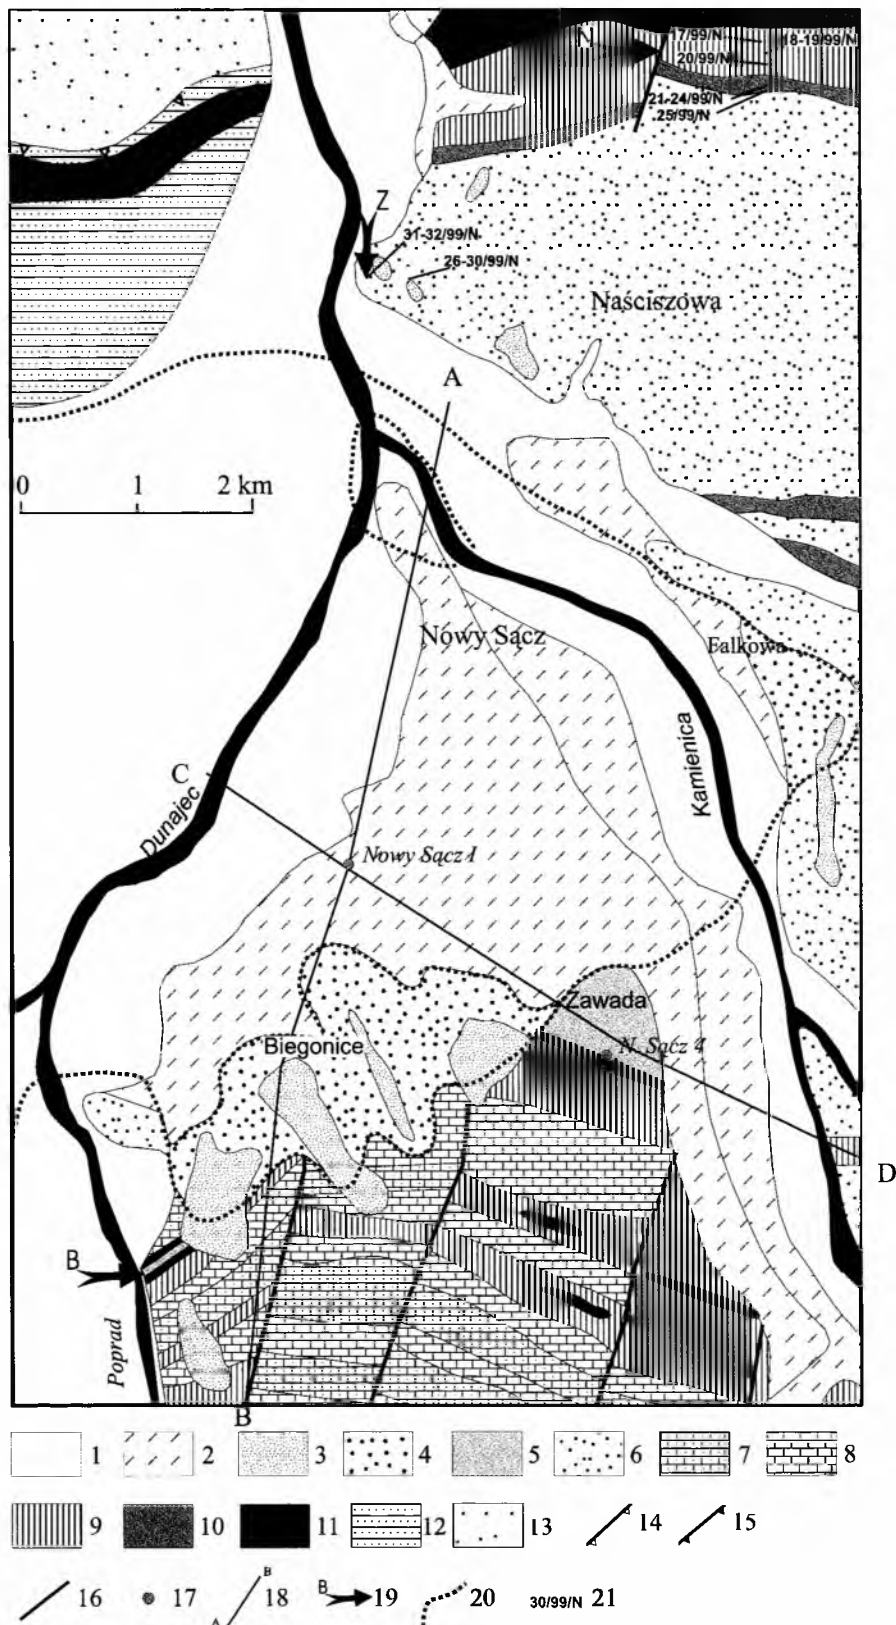 N
17/99/N
18-19/99/N
20/99/N
21-24/99/N
25/99/N
Z
31-32/99/N
26-30/99/N
Naściszowa
A
0 1 2 km
Nowy Sącz
Falkowa
Kamienica
C
Dunajec
Nowy Sącz I
Zawada
Biegonice
N. Sącz 4
D
B
Poprad
B
1 2 3 4 5 6 7 8
9 10 11 12 13 14 15
16 17 A B 18 B 19 20 30/99/N 21